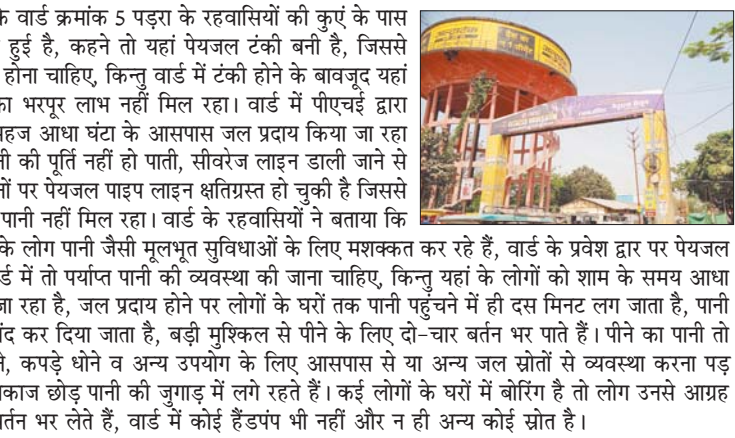 के वार्ड क्रमांक 5 पड़रा के रहवासियों की कुएं के पास
हुई है, कहने तो यहां पेयजल टंकी बनी है, जिससे
होना चाहिए, किन्तु वार्ड में टंकी होने के बावजूद यहां
का भरपूर लाभ नहीं मिल रहा। वार्ड में पीएचई द्वारा
महज आधा घंटा के आसपास जल प्रदाय किया जा रहा
की पूर्ति नहीं हो पाती, सीवरेज लाइन डाली जाने से
पर पेयजल पाइप लाइन क्षतिग्रस्त हो चुकी है जिससे
पानी नहीं मिल रहा। वार्ड के रहवासियों ने बताया कि
के लोग पानी जैसी मूलभूत सुविधाओं के लिए मशक्कत कर रहे हैं, वार्ड के प्रवेश द्वार पर पेयजल
में तो पर्याप्त पानी की व्यवस्था की जाना चाहिए, किन्तु यहां के लोगों को शाम के समय आधा
जा रहा है, जल प्रदाय होने पर लोगों के घरों तक पानी पहुंचने में ही दस मिनट लग जाता है, पानी
कर दिया जाता है, बड़ी मुश्किल से पीने के लिए दो-चार बर्तन भर पाते हैं। पीने का पानी तो
कपड़े धोने व अन्य उपयोग के लिए आसपास से या अन्य जल स्रोतों से व्यवस्था करना पड़
छोड़ पानी की जुगाड़ में लगे रहते हैं। कई लोगों के घरों में बोरिंग है तो लोग उनसे आग्रह
भर लेते हैं, वार्ड में कोई हैंडपंप भी नहीं और न ही अन्य कोई स्रोत है।